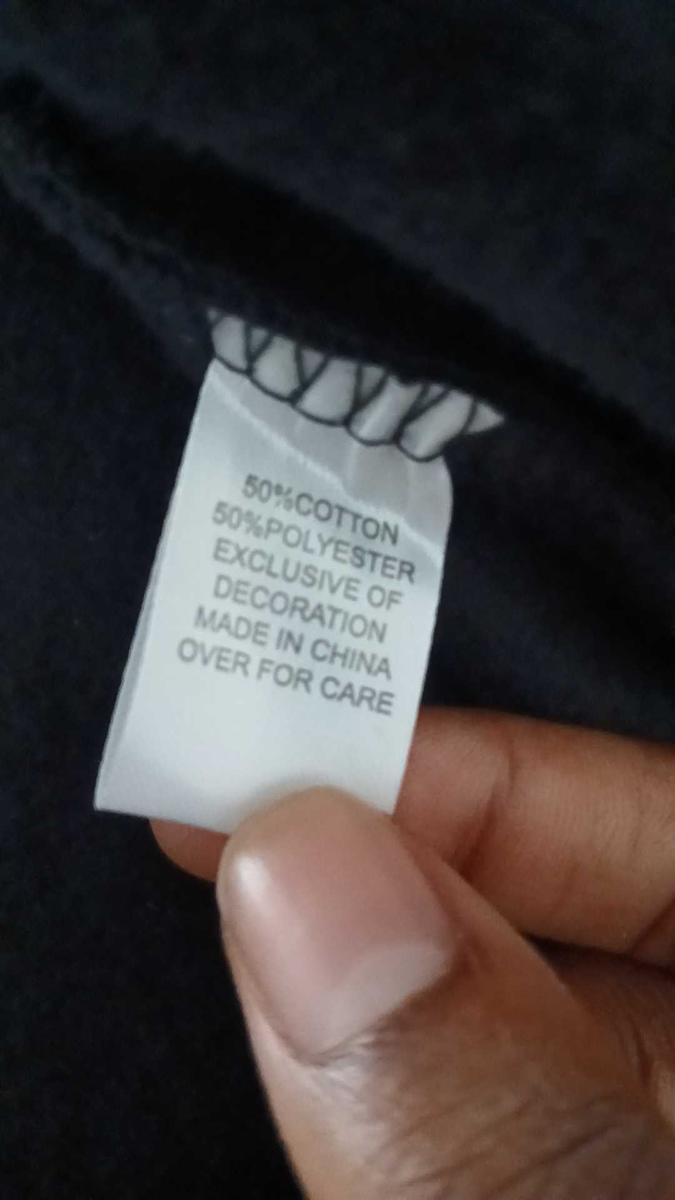 50%COTTON
50%POLYESTER
EXCLUSIVE OF
DECORATION
MADE IN CHINA
OVER FOR CARE